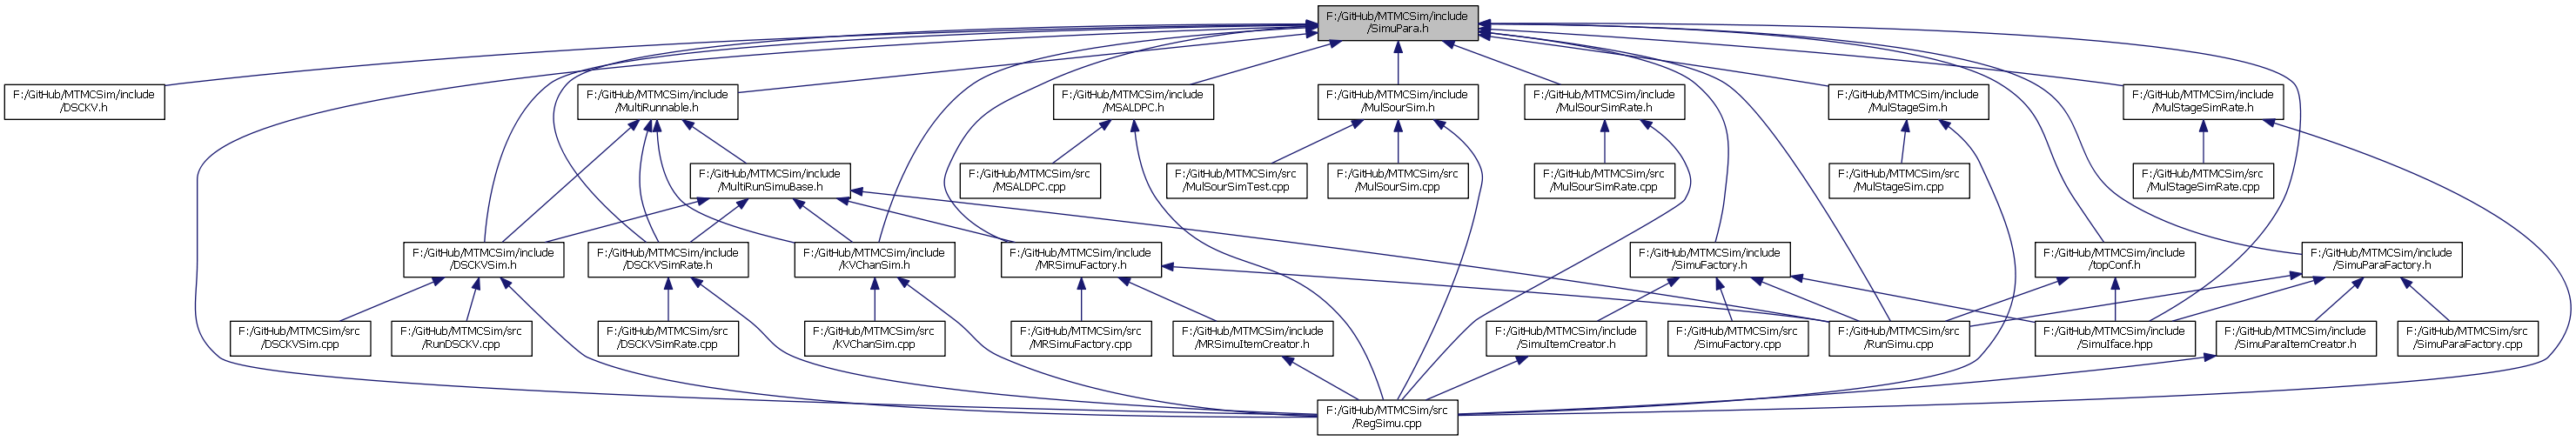 F:/GitHub/MTMCSim/include
/SimuPara.h
F:/GitHub/MTMCSim/include
/DSCKV.h
F:/GitHub/MTMCSim/include
/MultiRunnable.h
F:/GitHub/MTMCSim/include
/MSALDPC.h
F:/GitHub/MTMCSim/include
/MulSourSim.h
F:/GitHub/MTMCSim/include
/MulSourSimRate.h
F:/GitHub/MTMCSim/include
/MulStageSim.h
F:/GitHub/MTMCSim/include
/MulStageSimRate.h
F:/GitHub/MTMCSim/include
/MultiRunSimuBase.h
F:/GitHub/MTMCSim/src
/MSALDPC.cpp
F:/GitHub/MTMCSim/src
/MulSourSimTest.cpp
F:/GitHub/MTMCSim/src
/MulSourSim.cpp
F:/GitHub/MTMCSim/src
/MulSourSimRate.cpp
F:/GitHub/MTMCSim/src
/MulStageSim.cpp
F:/GitHub/MTMCSim/src
/MulStageSimRate.cpp
F:/GitHub/MTMCSim/include
/DSCKVSim.h
F:/GitHub/MTMCSim/include
/DSCKVSimRate.h
F:/GitHub/MTMCSim/include
/KVChanSim.h
F:/GitHub/MTMCSim/include
/MRSimuFactory.h
F:/GitHub/MTMCSim/include
/SimuFactory.h
F:/GitHub/MTMCSim/include
/topConf.h
F:/GitHub/MTMCSim/include
/SimuParaFactory.h
F:/GitHub/MTMCSim/src
/DSCKVSim.cpp
F:/GitHub/MTMCSim/src
/RunDSCKV.cpp
F:/GitHub/MTMCSim/src
/DSCKVSimRate.cpp
F:/GitHub/MTMCSim/src
/KVChanSim.cpp
F:/GitHub/MTMCSim/src
/MRSimuFactory.cpp
F:/GitHub/MTMCSim/include
/MRSimuItemCreator.h
F:/GitHub/MTMCSim/include
/SimuItemCreator.h
F:/GitHub/MTMCSim/src
/SimuFactory.cpp
F:/GitHub/MTMCSim/src
/RunSimu.cpp
F:/GitHub/MTMCSim/include
/SimuIface.hpp
F:/GitHub/MTMCSim/include
/SimuParaItemCreator.h
F:/GitHub/MTMCSim/src
/SimuParaFactory.cpp
F:/GitHub/MTMCSim/src
/RegSimu.cpp